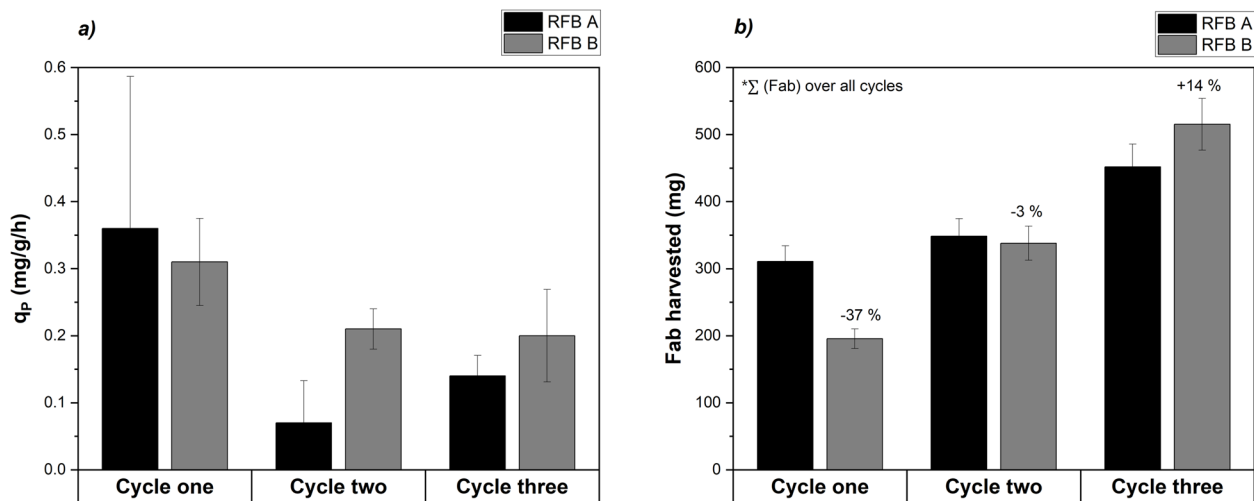 a)
RFB A
RFB B
0.6
0.5
0.4
0.3
0.2
0.1
0.0
qₚ (mg/g/h)
Cycle one
Cycle two
Cycle three
b)
RFB A
RFB B
600
500
400
300
200
100
0
Fab harvested (mg)
*∑ (Fab) over all cycles
-37 %
-3 %
+14 %
Cycle one
Cycle two
Cycle three